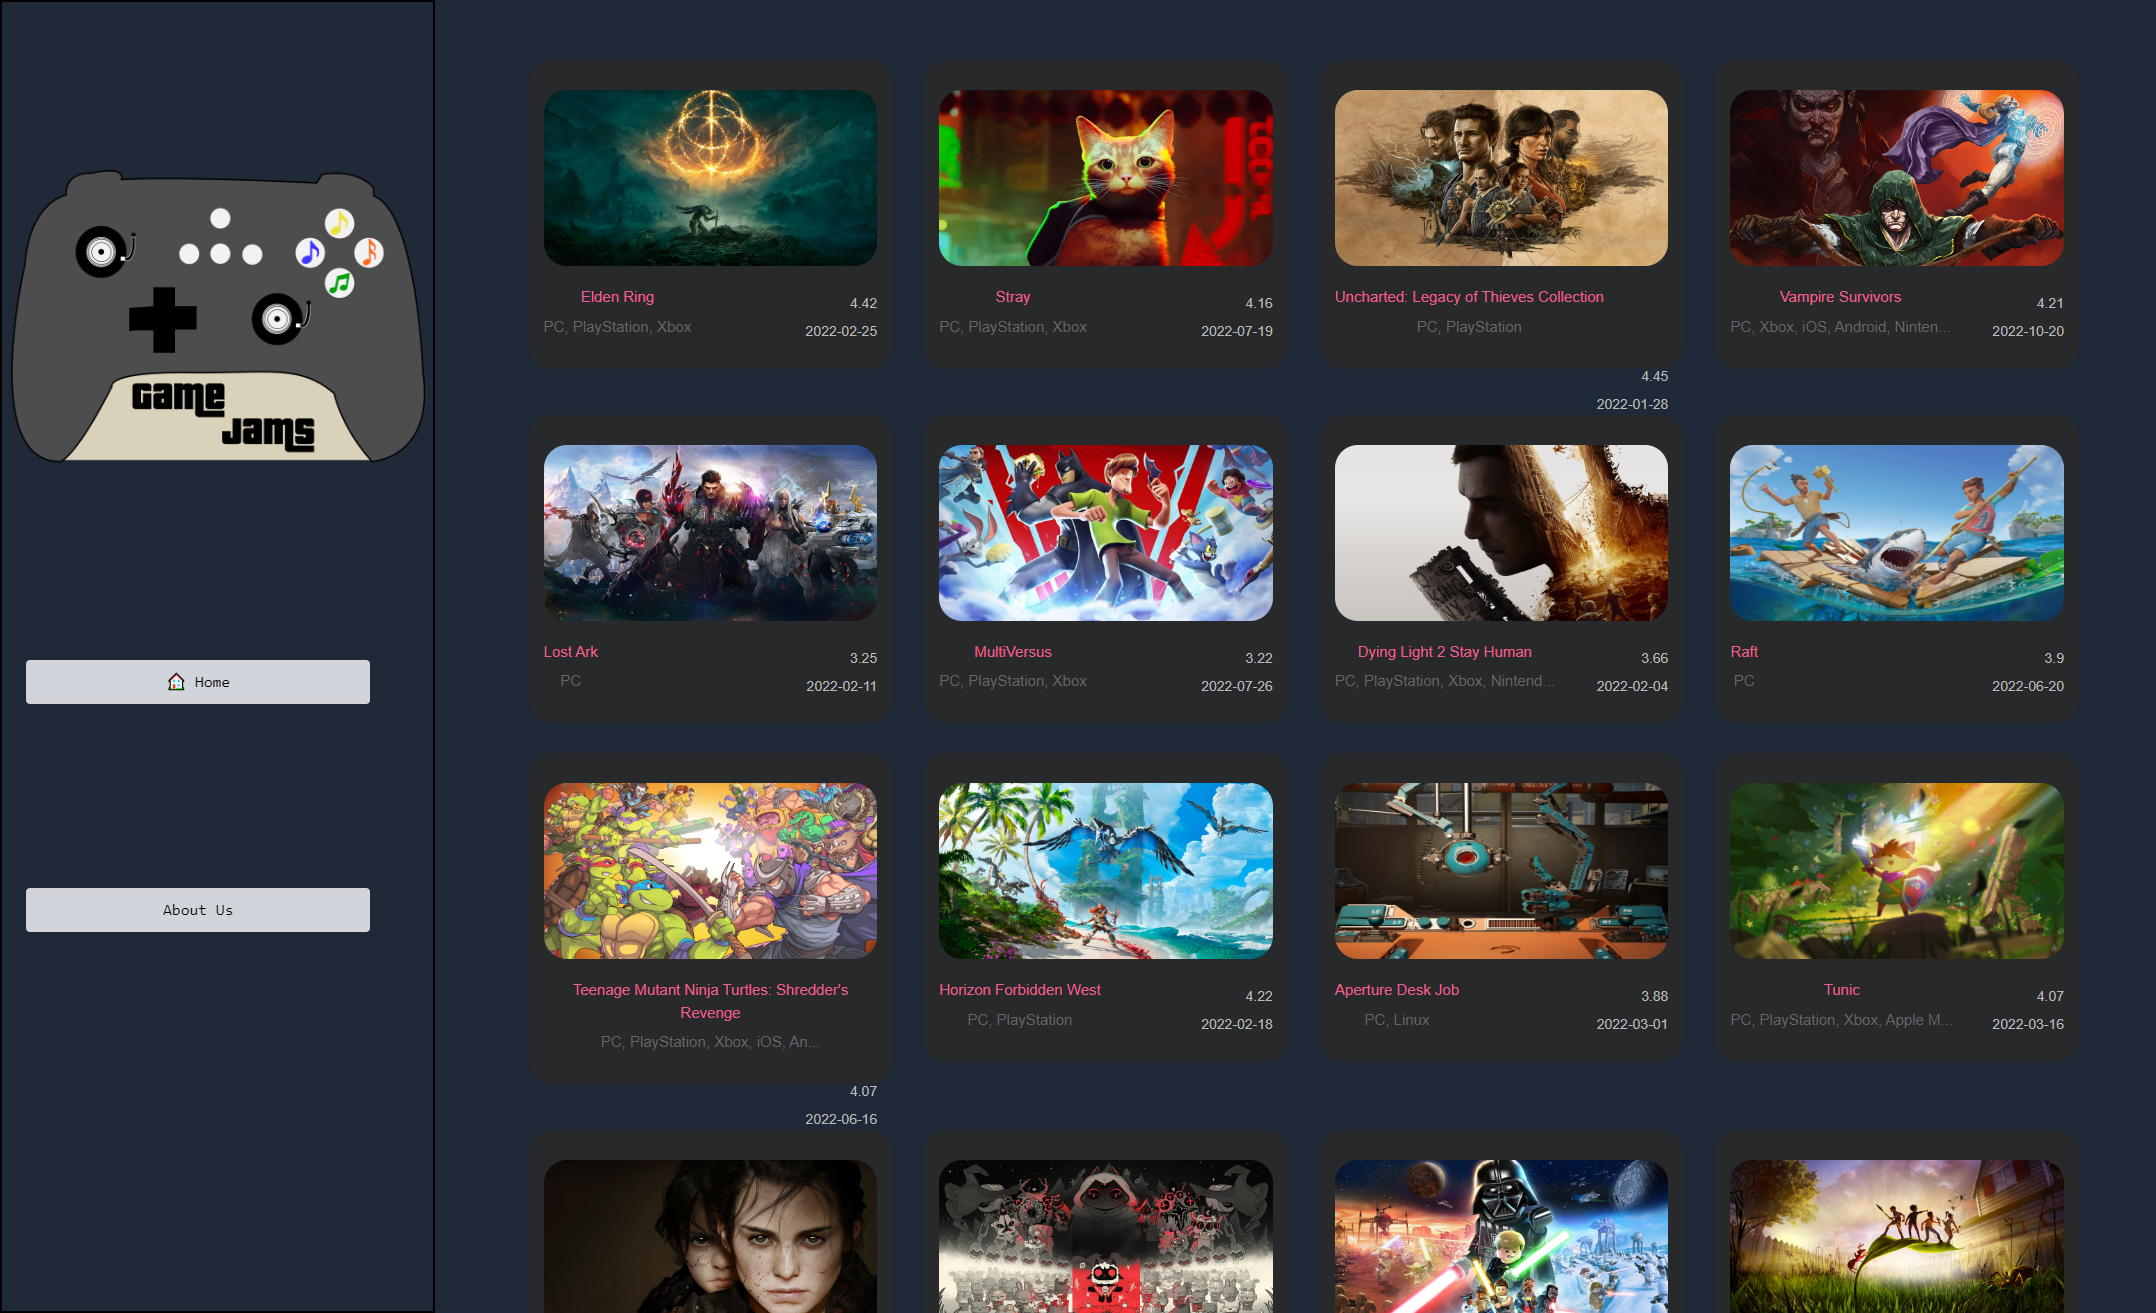 Game
Jams
Home
About Us
Elden Ring
PC, PlayStation, Xbox
4.42
2022-02-25
Stray
PC, PlayStation, Xbox
4.16
2022-07-19
Uncharted: Legacy of Thieves Collection
PC, PlayStation
4.45
2022-01-28
Vampire Survivors
PC, Xbox, iOS, Android, Ninten...
4.21
2022-10-20
Lost Ark
PC
3.25
2022-02-11
MultiVersus
PC, PlayStation, Xbox
3.22
2022-07-26
Dying Light 2 Stay Human
PC, PlayStation, Xbox, Nintend...
3.66
2022-02-04
Raft
PC
3.9
2022-06-20
Teenage Mutant Ninja Turtles: Shredder's
Revenge
PC, PlayStation, Xbox, iOS, An...
4.07
2022-06-16
Horizon Forbidden West
PC, PlayStation
4.22
2022-02-18
Aperture Desk Job
PC, Linux
3.88
2022-03-01
Tunic
PC, PlayStation, Xbox, Apple M...
4.07
2022-03-16